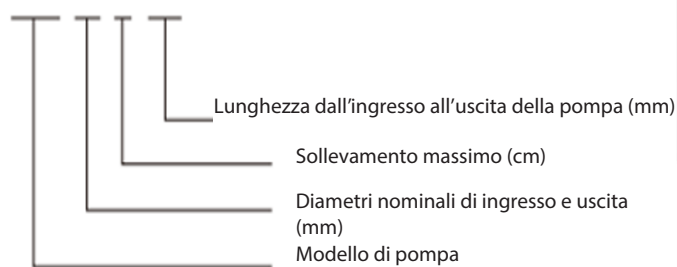 Lunghezza dall'ingresso all'uscita della pompa (mm)
Sollevamento massimo (cm)
Diametri nominali di ingresso e uscita
(mm)
Modello di pompa